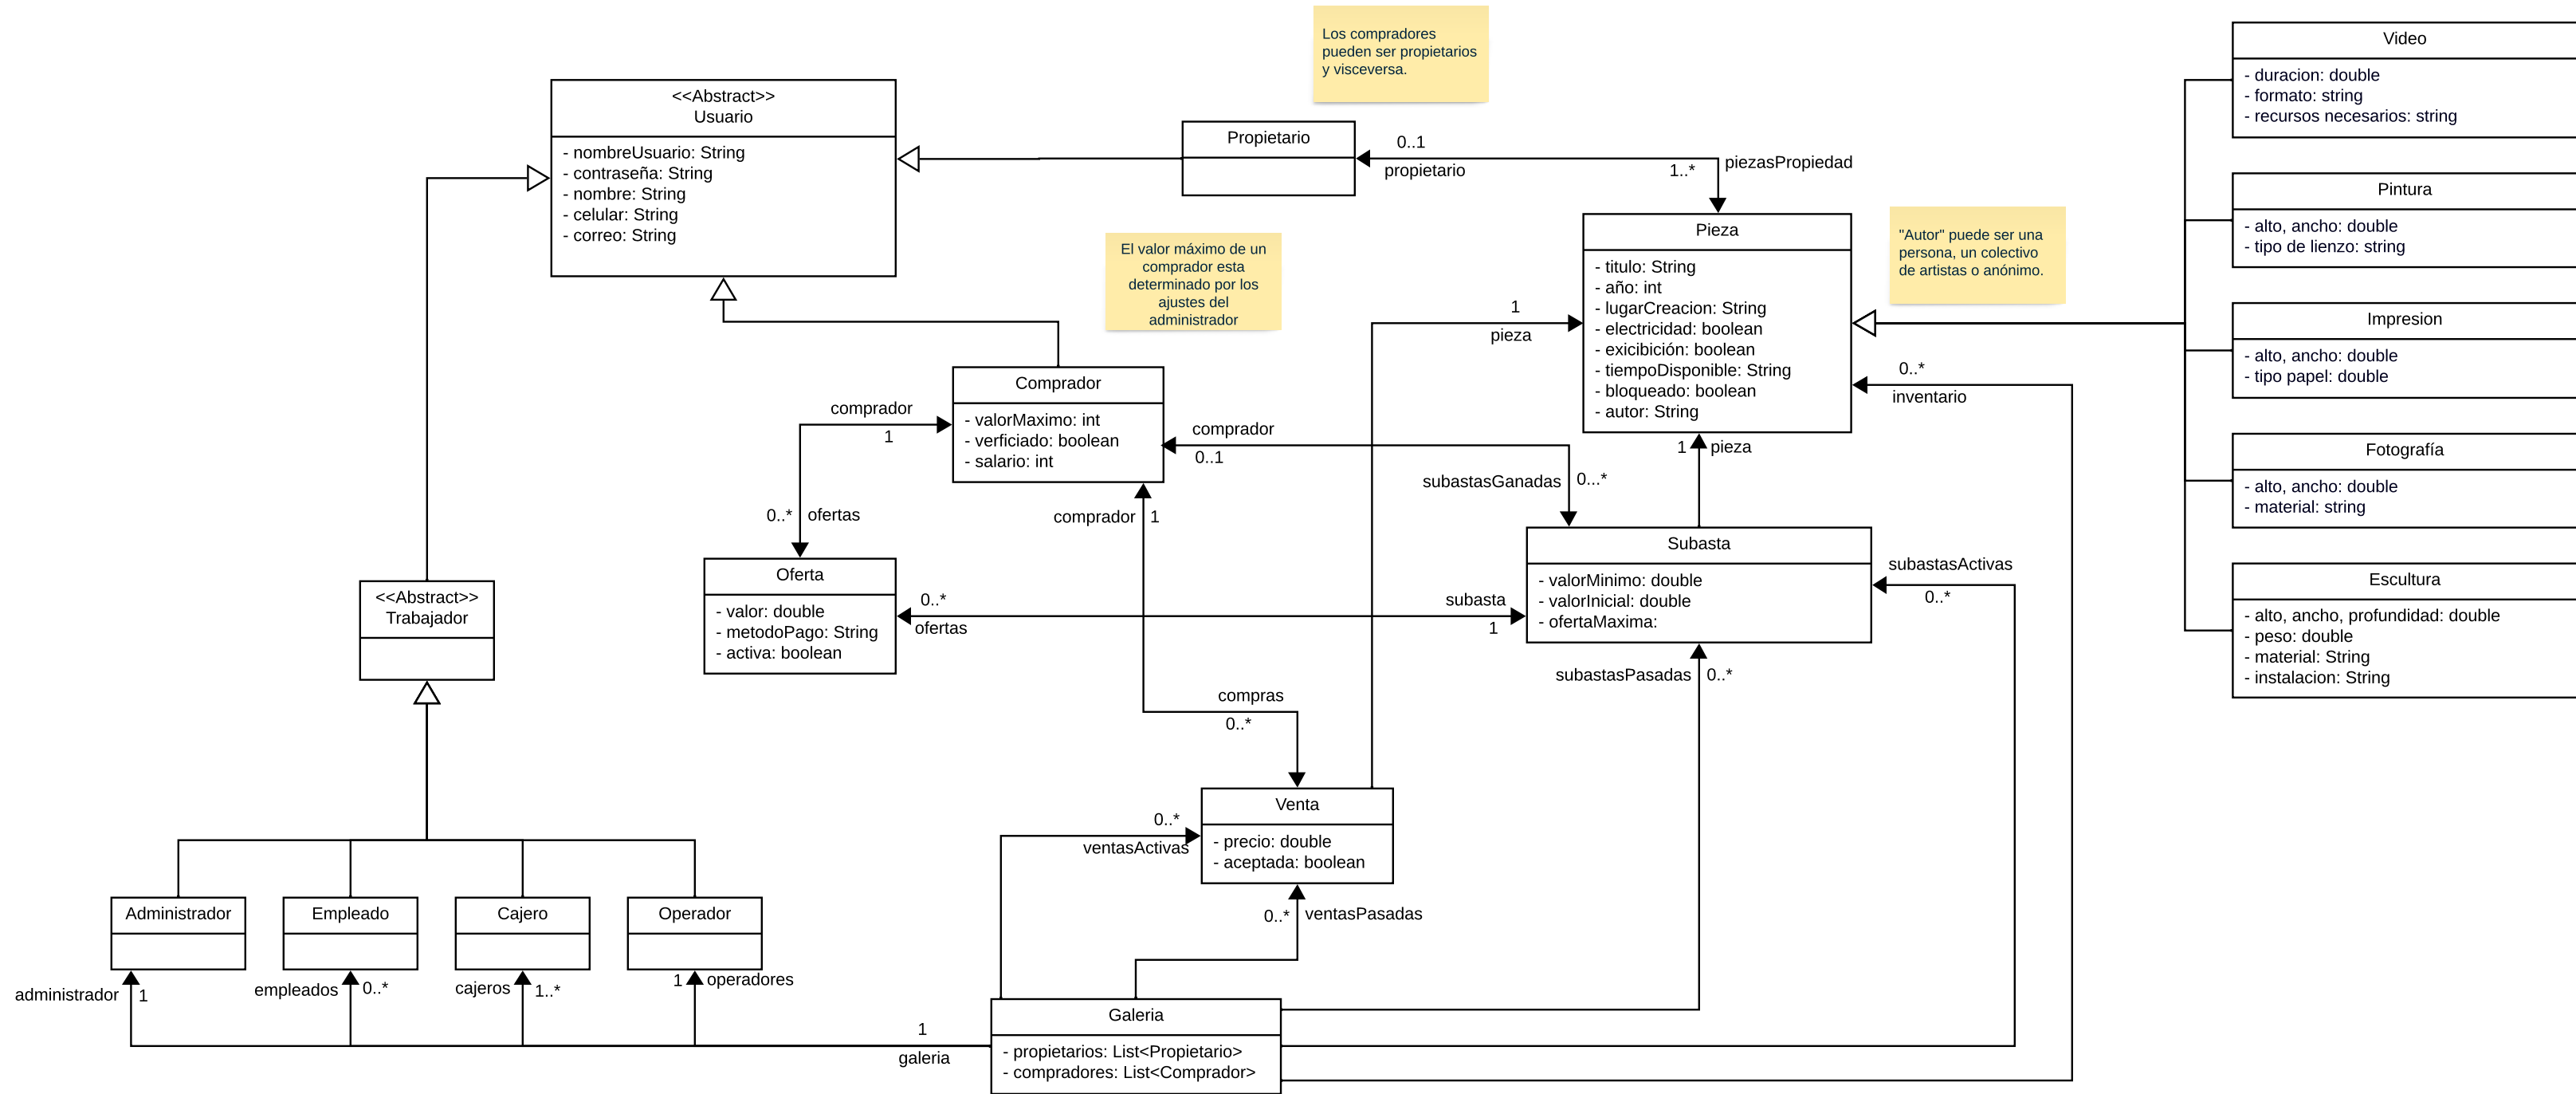 Los compradores
pueden ser propietarios
y visceversa.
<<Abstract>>
Usuario
- nombreUsuario: String
- contraseña: String
- nombre: String
- celular: String
- correo: String
Propietario
0..1
propietario
1..*
piezasPropiedad
El valor máximo de un
comprador esta
determinado por los
ajustes del
administrador
Pieza
- titulo: String
- año: int
- lugarCreacion: String
- electricidad: boolean
- exicibición: boolean
- tiempoDisponible: String
- bloqueado: boolean
- autor: String
"Autor" puede ser una
persona, un colectivo
de artistas o anónimo.
Video
- duracion: double
- formato: string
- recursos necesarios: string
Pintura
- alto, ancho: double
- tipo de lienzo: string
Impresion
- alto, ancho: double
- tipo papel: double
Fotografía
- alto, ancho: double
- material: string
Escultura
- alto, ancho, profundidad: double
- peso: double
- material: String
- instalacion: String
1
pieza
0..*
inventario
Comprador
- valorMaximo: int
- verficiado: boolean
- salario: int
comprador
1
comprador
0..1
1 pieza
subastasGanadas 0...*
0..* ofertas
comprador 1
Oferta
- valor: double
- metodoPago: String
- activa: boolean
0..*
ofertas
subasta
1
Subasta
- valorMinimo: double
- valorInicial: double
- ofertaMaxima:
subastasActivas
0..*
subastasPasadas 0..*
<<Abstract>>
Trabajador
compras
0..*
Venta
- precio: double
- aceptada: boolean
0..*
ventasActivas
0..* ventasPasadas
Administrador
Empleado
Cajero
Operador
administrador 1
empleados 0..*
cajeros 1..*
1 operadores
1
galeria
Galeria
- propietarios: List<Propietario>
- compradores: List<Comprador>